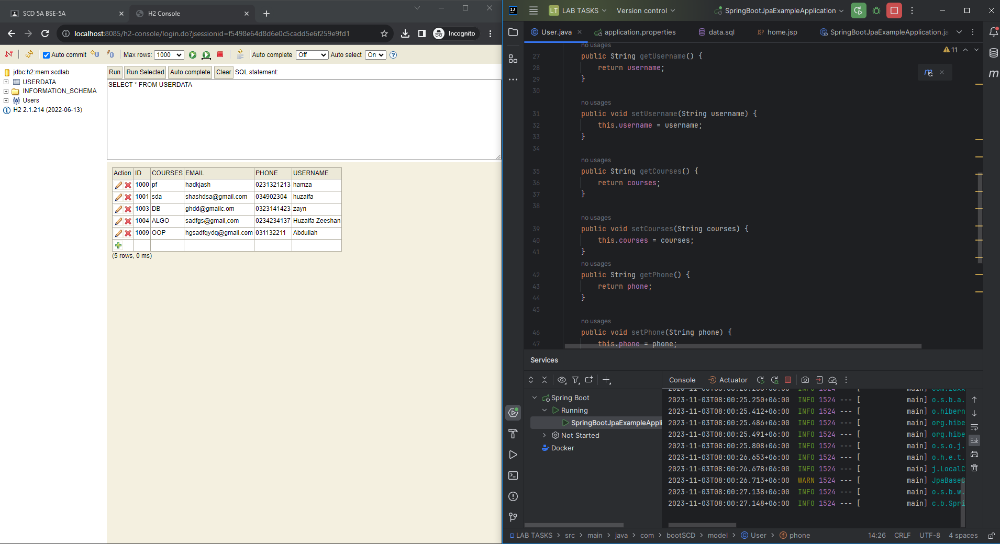 SCD 5A BSE-5A
H2 Console
localhost:8085/h2-console/login.do?jsessionid=f5498e64d8d6e0c5cadd5e6f259e9fd1
Incognito
Auto commit
Max rows: 1000
Auto complete Off
Auto select On
jdbc:h2:mem:scdlab
USERDATA
INFORMATION_SCHEMA
Users
H2 2.1.214 (2022-06-13)
Run Run Selected Auto complete Clear SQL statement:
SELECT * FROM USERDATA
Action ID COURSES EMAIL PHONE USERNAME
1000 pf hadkjash 0231321213 hamza
1001 sda shashdsa@gmail.com 034902304 huzaifa
1003 DB ghdd@gmailc.om 0323141423 zayn
1004 ALGO sadfgs@gmail,com 0234234137 Huzaifa Zeeshan
1009 OOP hgsadfqydq@gmail.com 031132211 Abdullah
(5 rows, 0 ms)
LT LAB TASKS Version control SpringBootJpaExampleApplication
User.java application.properties data.sql JSP home.jsp SpringBootJpaExampleApplication.ja
11
no usages
27 public String getUsername() {
28 return username;
29 }
30
no usages
31 public void setUsername(String username) {
32 this.username = username;
33 }
34
no usages
35 public String getCourses() {
36 return courses;
37 }
38
no usages
39 public void setCourses(String courses) {
40 this.courses = courses;
41 }
no usages
42 public String getPhone() {
43 return phone;
44 }
45
no usages
46 public void setPhone(String phone) {
47 this.phone = phone;
Services
Console Actuator
Spring Boot
Running
SpringBootJpaExampleAppli
Not Started
Docker
2023-11-03T08:00:25.250+06:00 INFO 1524 --- [ main] o.s.b.a.
2023-11-03T08:00:25.412+06:00 INFO 1524 --- [ main] o.hibern
2023-11-03T08:00:25.486+06:00 INFO 1524 --- [ main] org.hibe
2023-11-03T08:00:25.491+06:00 INFO 1524 --- [ main] org.hibe
2023-11-03T08:00:25.808+06:00 INFO 1524 --- [ main] o.s.o.j.
2023-11-03T08:00:26.653+06:00 INFO 1524 --- [ main] o.h.e.t.
2023-11-03T08:00:26.678+06:00 INFO 1524 --- [ main] j.LocalC
2023-11-03T08:00:26.713+06:00 WARN 1524 --- [ main] JpaBaseC
2023-11-03T08:00:27.138+06:00 INFO 1524 --- [ main] o.s.b.w.
2023-11-03T08:00:27.148+06:00 INFO 1524 --- [ main] c.b.Spri
LAB TASKS > src > main > java > com > bootSCD > model > User > phone
14:26 CRLF UTF-8 4 spaces